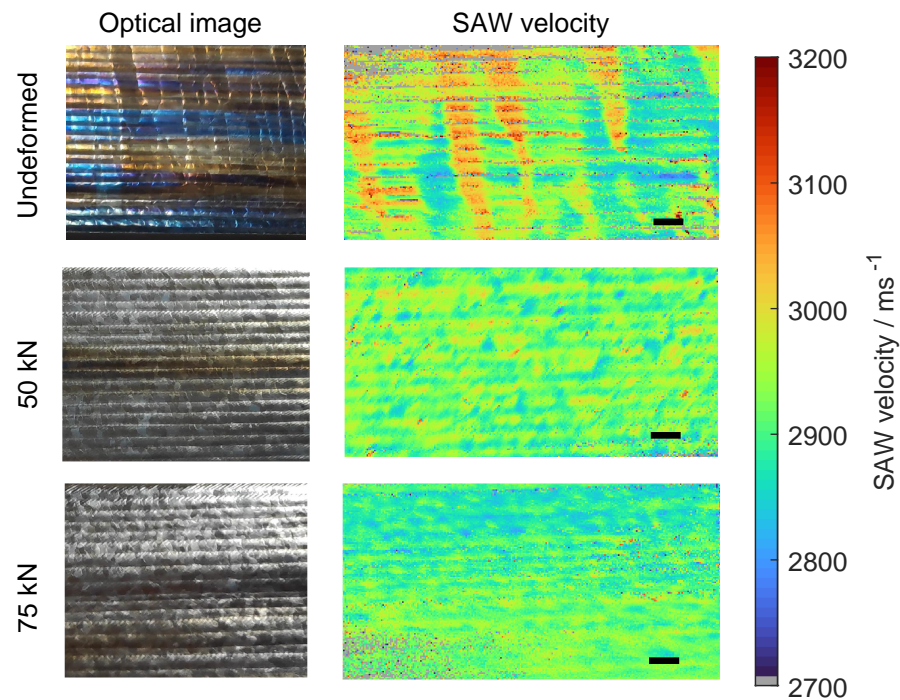 Optical image
SAW velocity
Undeformed
50 kN
75 kN
3200
3100
3000
2900
2800
2700
SAW velocity / ms⁻¹